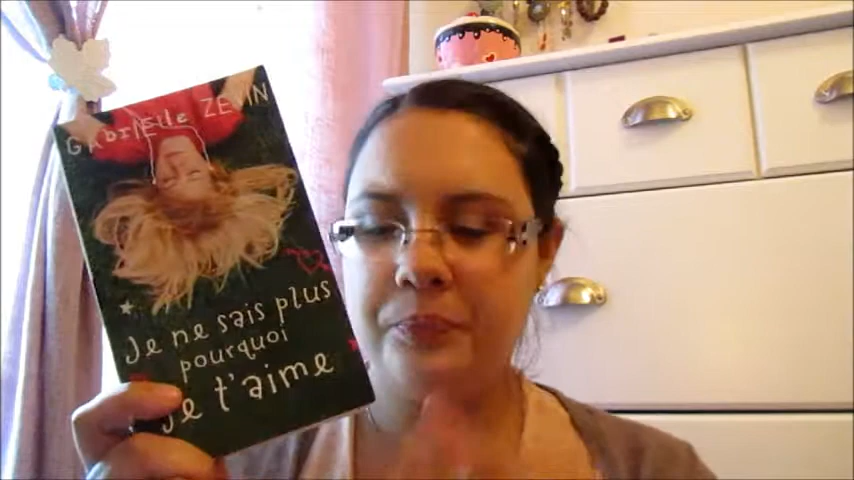 GAbRiELLE ZEViN
Je ne sais plus
pourquoi
Je t'aime